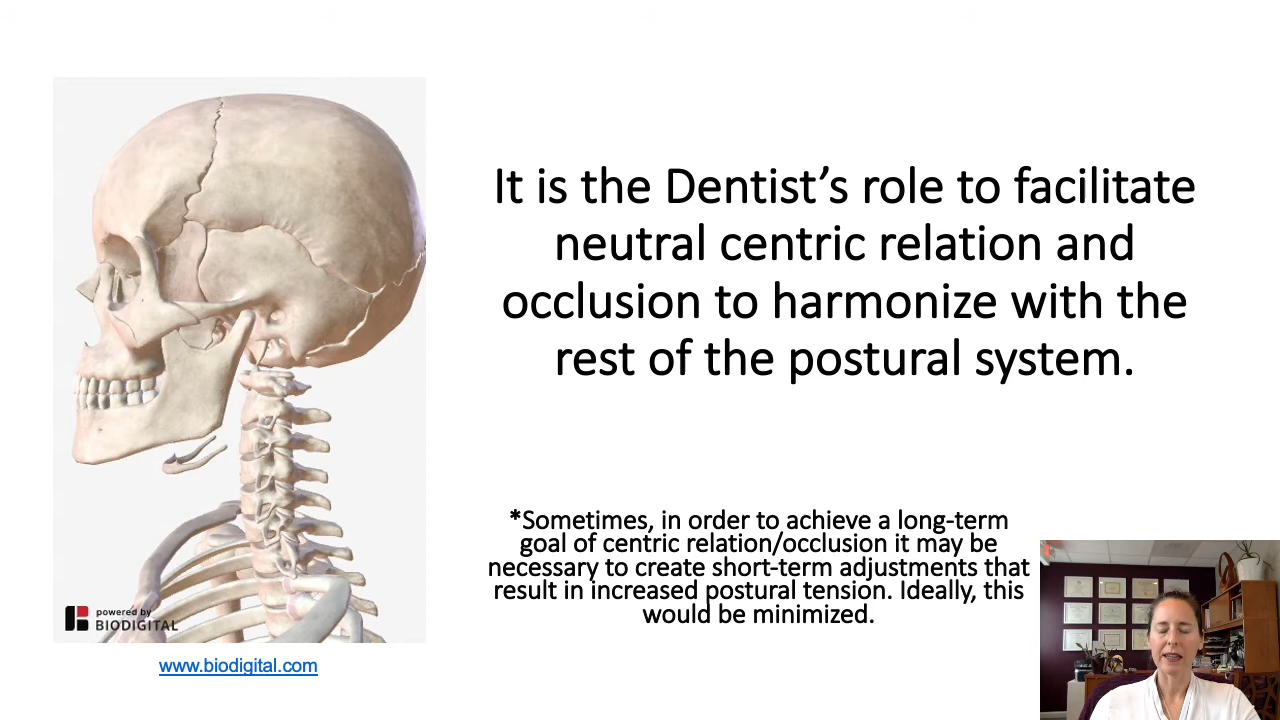 It is the Dentist’s role to facilitate
neutral centric relation and
occlusion to harmonize with the
rest of the postural system.
*Sometimes, in order to achieve a long-term
goal of centric relation/occlusion it may be
necessary to create short-term adjustments that
result in increased postural tension. Ideally, this
would be minimized.
powered by
BIODIGITAL
www.biodigital.com